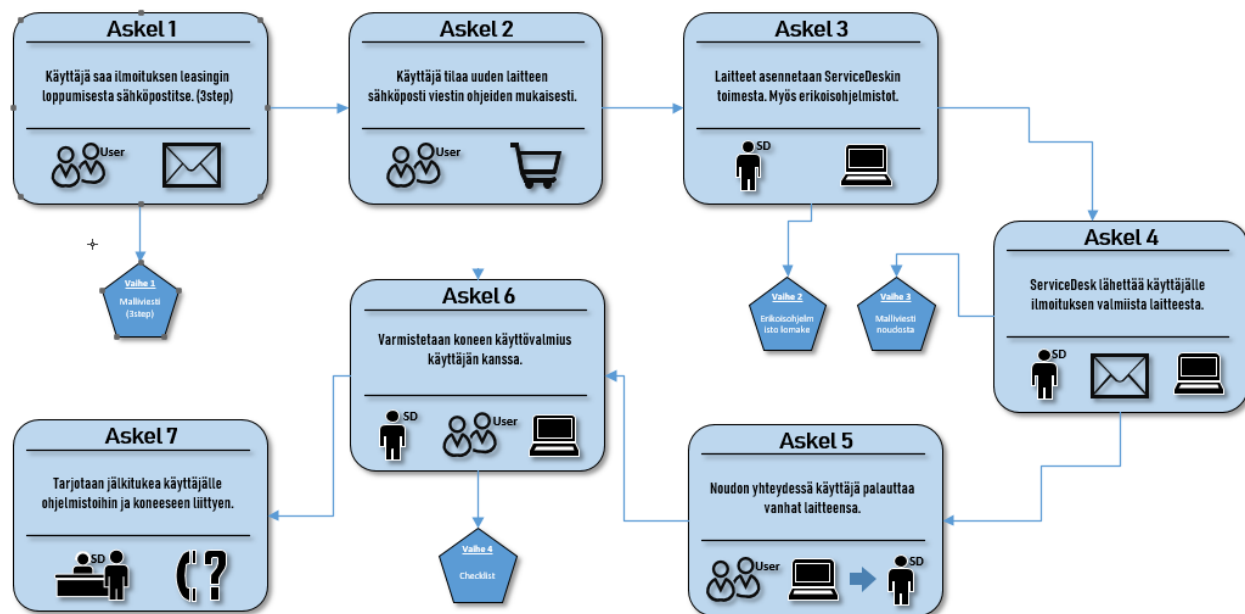 Askel 1
Käyttäjä saa ilmoituksen leasingin
loppumisesta sähköpostitse. (3step)
User
Askel 2
Käyttäjä tilaa uuden laitteen
sähköposti viestin ohjeiden mukaisesti.
User
Askel 3
Laitteet asennetaan ServiceDeskin
toimesta. Myös erikoisohjelmistot.
SD
Askel 4
ServiceDesk lähettää käyttäjälle
ilmoituksen valmiista laitteesta.
SD
Vaihe 1
Malliviesti
(3step)
Vaihe 2
Erikoisohjelm
isto lomake
Vaihe 3
Malliviesti
noudosta
Askel 5
Noudon yhteydessä käyttäjä palauttaa
vanhat laitteensa.
User
SD
Askel 6
Varmistetaan koneen käyttövalmius
käyttäjän kanssa.
SD
User
Vaihe 4
Checklist
Askel 7
Tarjotaan jälkitukea käyttäjälle
ohjelmistoihin ja koneeseen liittyen.
SD